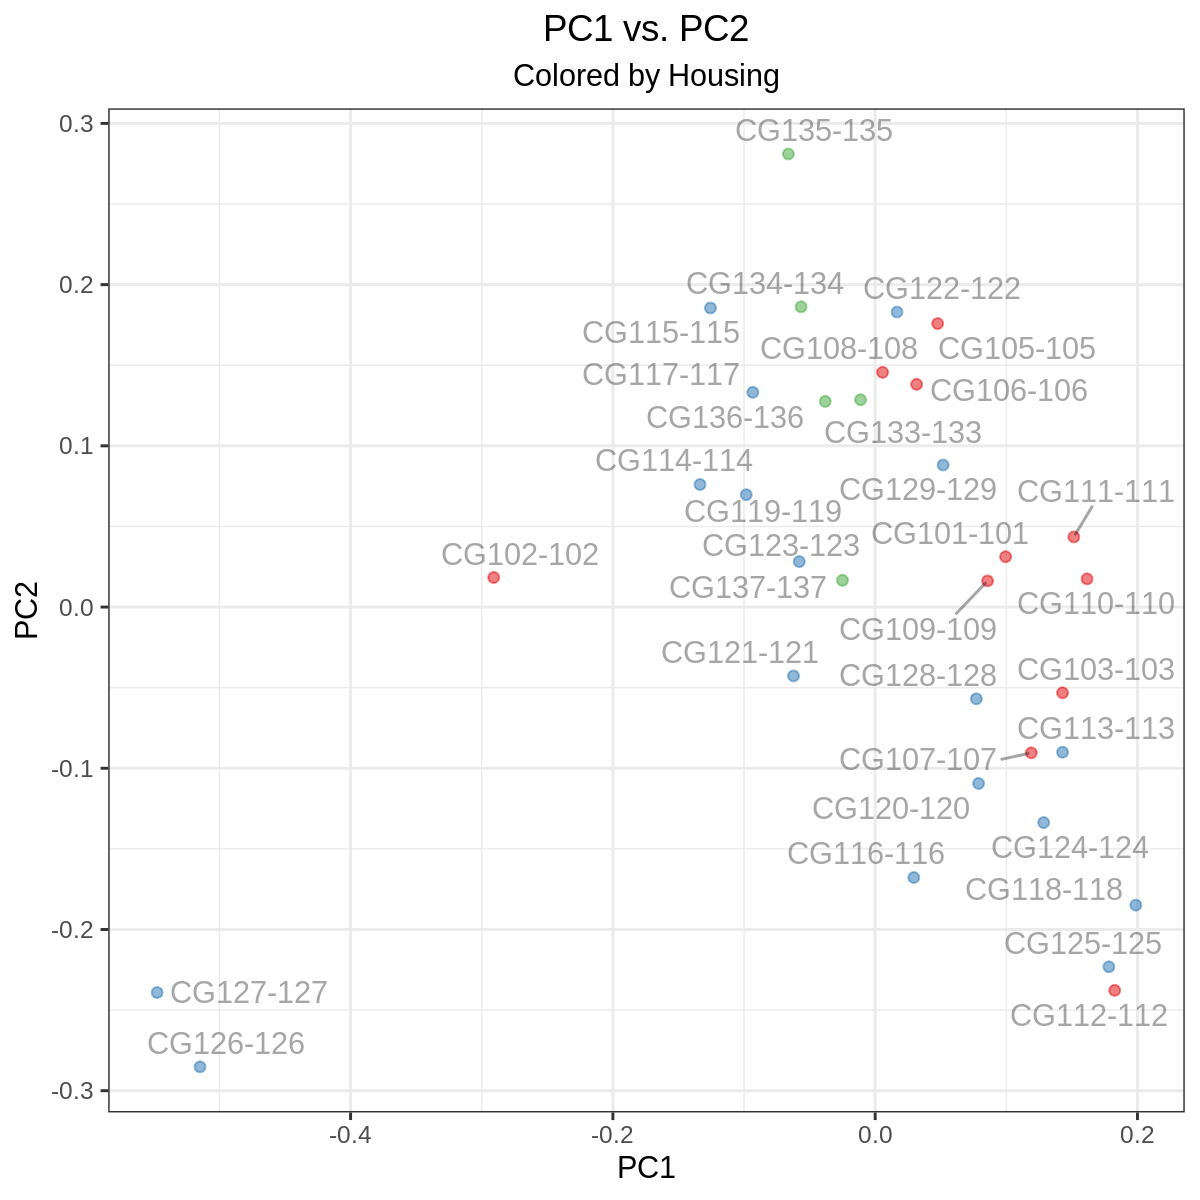 PC1 vs. PC2
Colored by Housing
0.3
0.2
0.1
0.0
-0.1
-0.2
-0.3
PC2
CG135-135
CG134-134
CG122-122
CG115-115
CG108-108
CG105-105
CG117-117
CG106-106
CG136-136
CG133-133
CG114-114
CG129-129
CG111-111
CG119-119
CG101-101
CG123-123
CG102-102
CG137-137
CG110-110
CG109-109
CG121-121
CG128-128
CG103-103
CG113-113
CG107-107
CG120-120
CG124-124
CG116-116
CG118-118
CG125-125
CG127-127
CG112-112
CG126-126
-0.4
-0.2
0.0
0.2
PC1